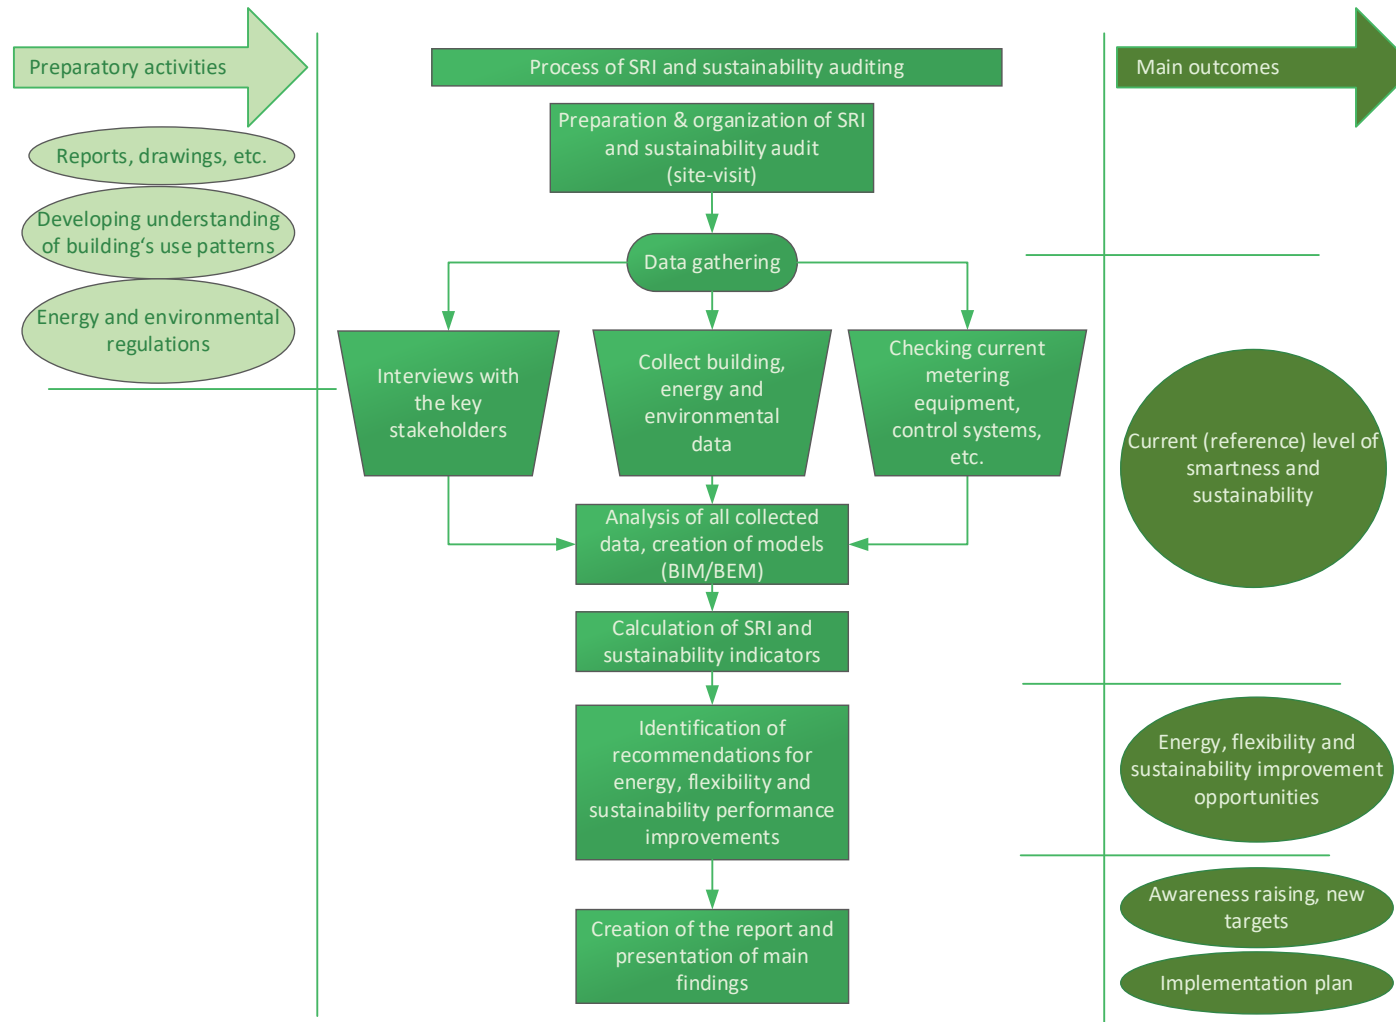 Preparatory activities
Reports, drawings, etc.
Developing understanding
of building‘s use patterns
Energy and environmental
regulations
Process of SRI and sustainability auditing
Preparation & organization of SRI
and sustainability audit
(site-visit)
Data gathering
Interviews with
the key
stakeholders
Collect building,
energy and
environmental
data
Checking current
metering
equipment,
control systems,
etc.
Analysis of all collected
data, creation of models
(BIM/BEM)
Calculation of SRI and
sustainability indicators
Identification of
recommendations for
energy, flexibility and
sustainability performance
improvements
Creation of the report and
presentation of main
findings
Main outcomes
Current (reference) level of
smartness and
sustainability
Energy, flexibility and
sustainability improvement
opportunities
Awareness raising, new
targets
Implementation plan